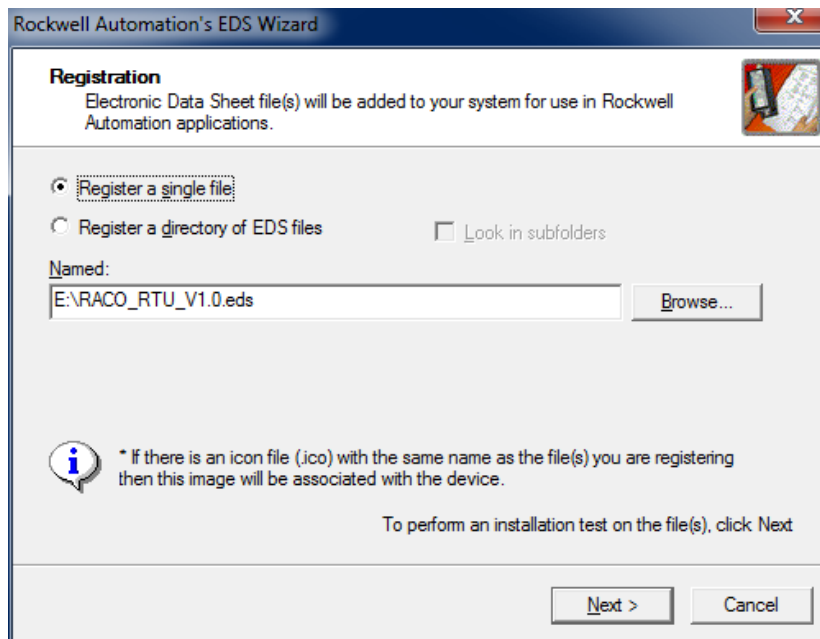 Rockwell Automation's EDS Wizard
Registration
Electronic Data Sheet file(s) will be added to your system for use in Rockwell
Automation applications.
Register a single file
Register a directory of EDS files
Look in subfolders
Named:
E:\RACO_RTU_V1.0.eds
Browse...
* If there is an icon file (.ico) with the same name as the file(s) you are registering
then this image will be associated with the device.
To perform an installation test on the file(s), click Next
Next >
Cancel